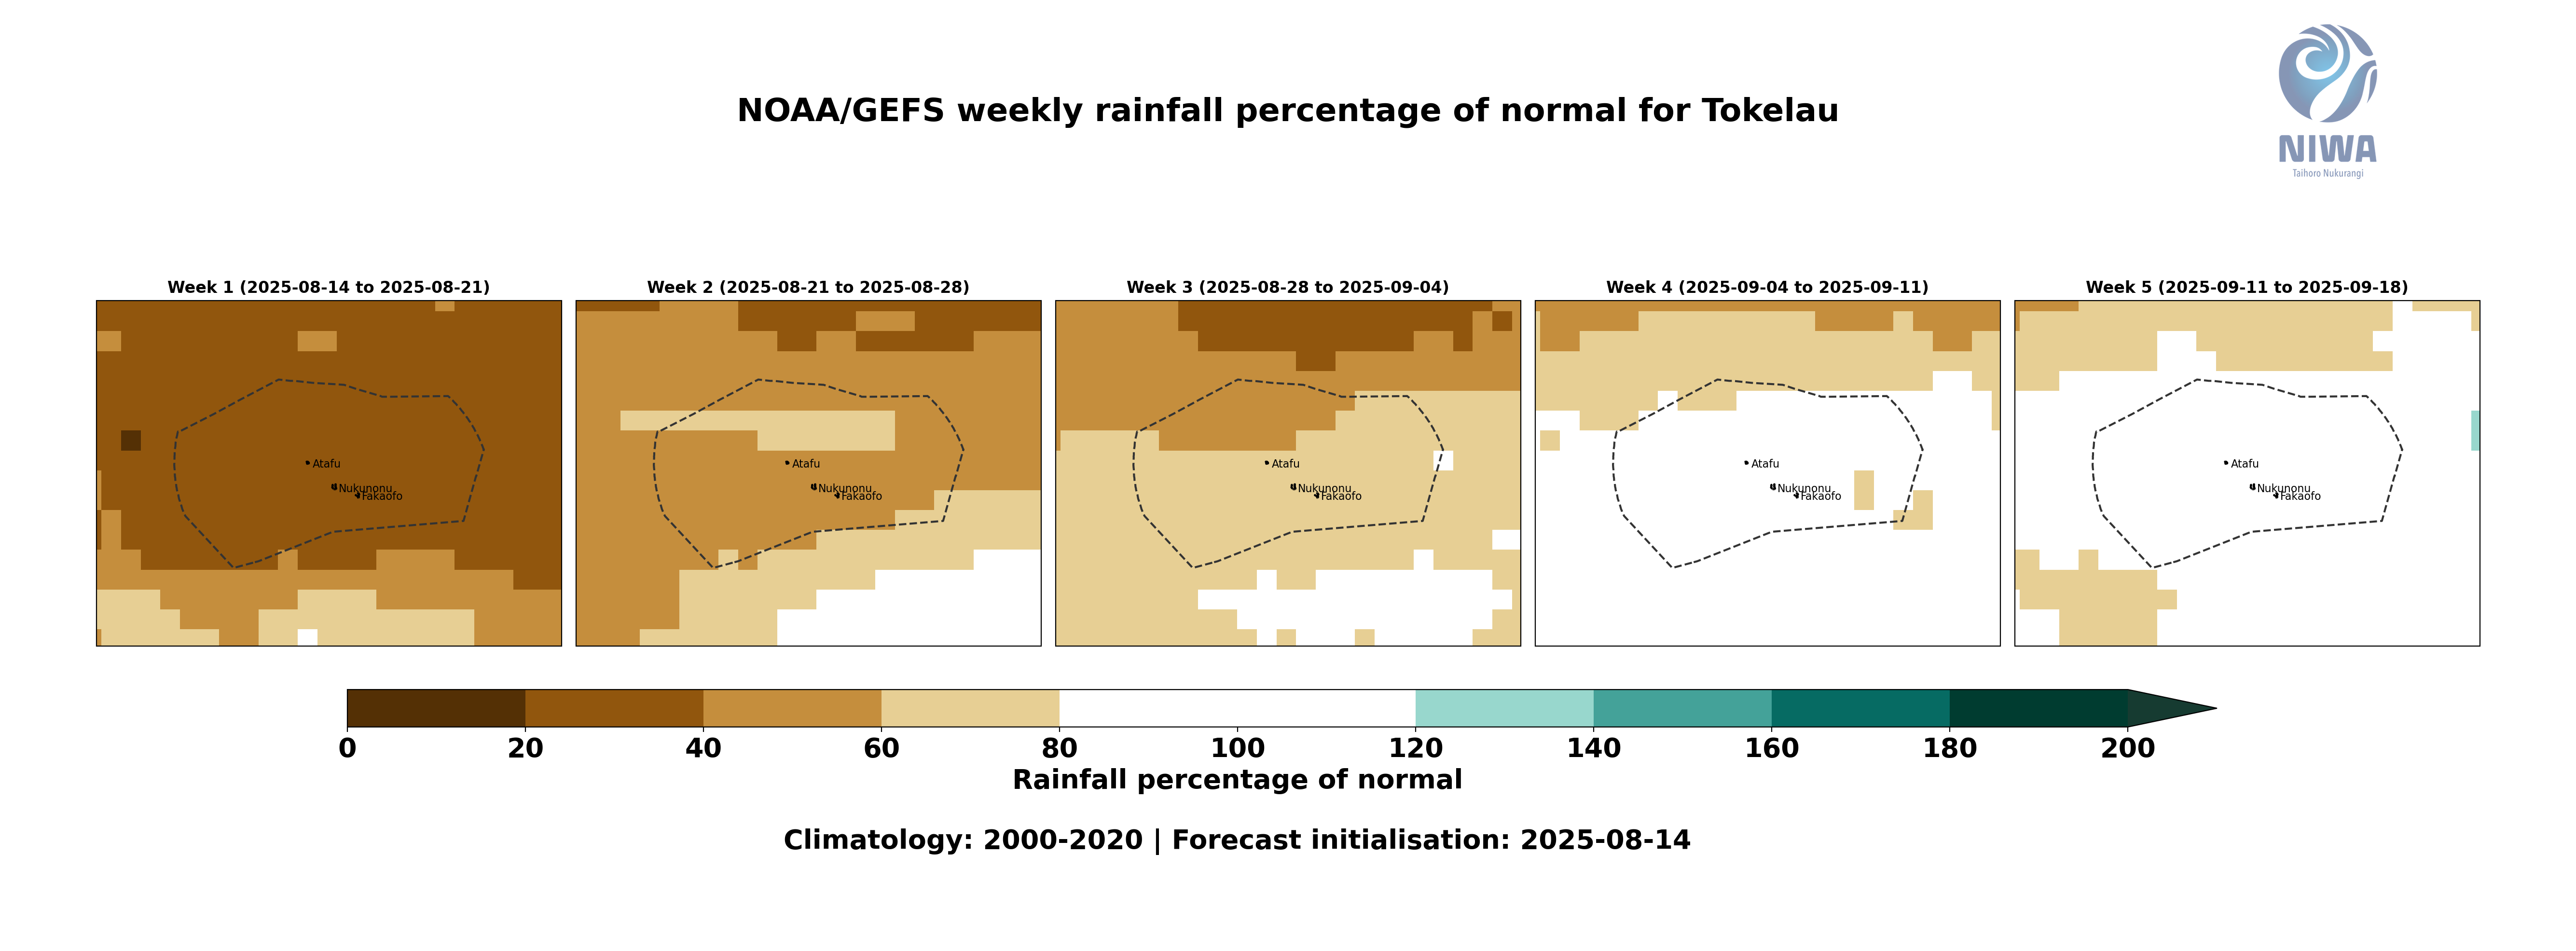 NOAA/GEFS weekly rainfall percentage of normal for Tokelau
NIWA
Taihoro Nukurangi
Week 1 (2025-08-14 to 2025-08-21)
Week 2 (2025-08-21 to 2025-08-28)
Week 3 (2025-08-28 to 2025-09-04)
Week 4 (2025-09-04 to 2025-09-11)
Week 5 (2025-09-11 to 2025-09-18)
Atafu
Nukunonu
Fakaofo
Atafu
Nukunonu
Fakaofo
Atafu
Nukunonu
Fakaofo
Atafu
Nukunonu
Fakaofo
Atafu
Nukunonu
Fakaofo
0 20 40 60 80 100 120 140 160 180 200
Rainfall percentage of normal
Climatology: 2000-2020 | Forecast initialisation: 2025-08-14